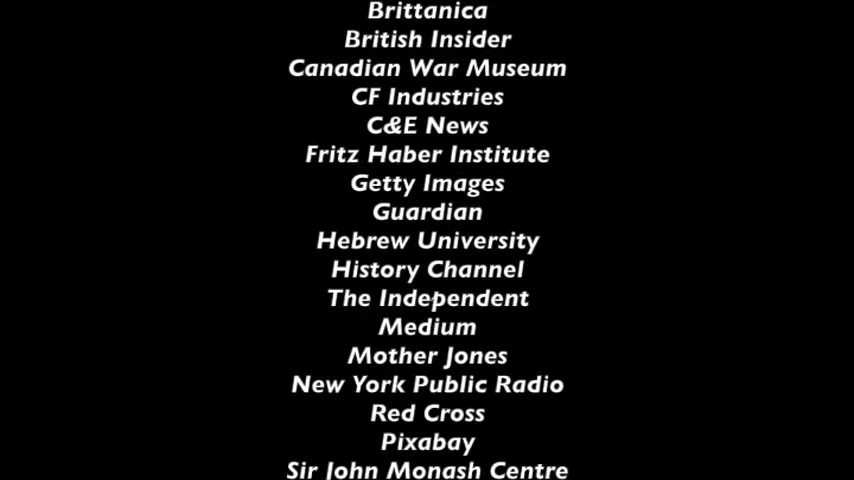 Brittanica
British Insider
Canadian War Museum
CF Industries
C&E News
Fritz Haber Institute
Getty Images
Guardian
Hebrew University
History Channel
The Independent
Medium
Mother Jones
New York Public Radio
Red Cross
Pixabay
Sir John Monash Centre